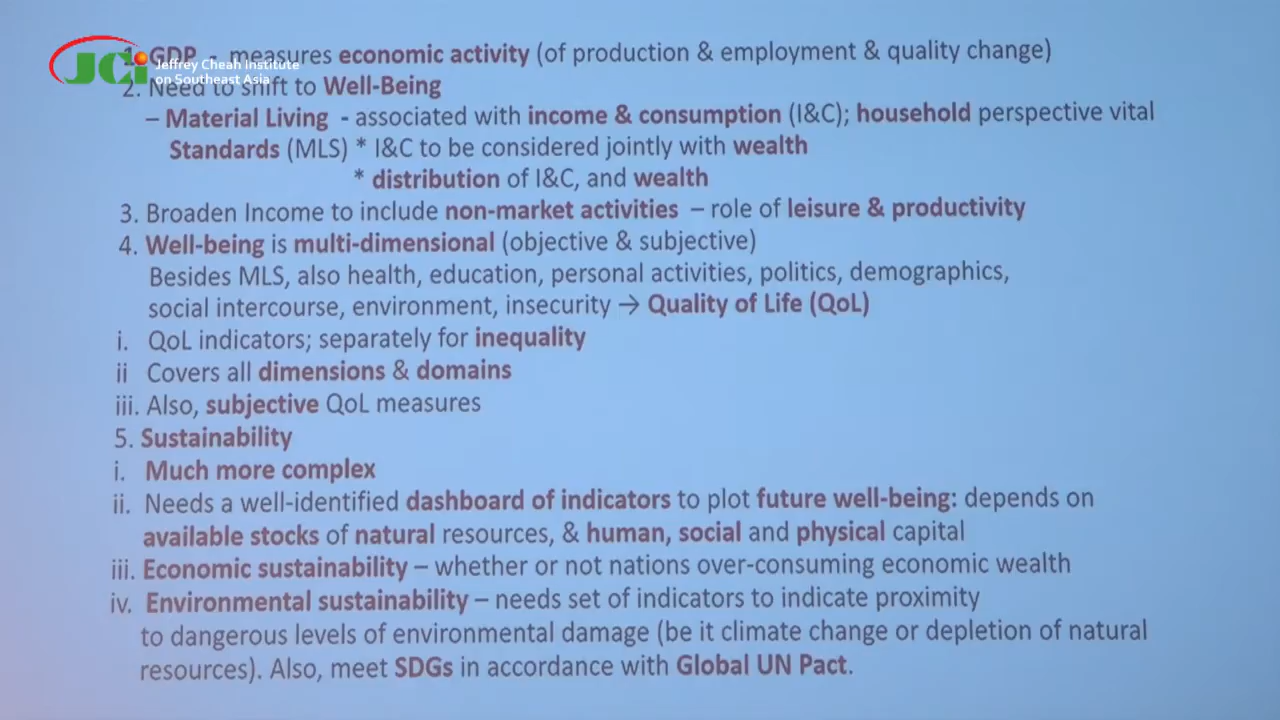 JCi Jeffrey Cheah Institute
on Southeast Asia
1. GDP - measures economic activity (of production & employment & quality change)
2. Need to shift to Well-Being
– Material Living - associated with income & consumption (I&C); household perspective vital
Standards (MLS) * I&C to be considered jointly with wealth
* distribution of I&C, and wealth
3. Broaden Income to include non-market activities – role of leisure & productivity
4. Well-being is multi-dimensional (objective & subjective)
Besides MLS, also health, education, personal activities, politics, demographics,
social intercourse, environment, insecurity → Quality of Life (QoL)
i. QoL indicators; separately for inequality
ii Covers all dimensions & domains
iii. Also, subjective QoL measures
5. Sustainability
i. Much more complex
ii. Needs a well-identified dashboard of indicators to plot future well-being: depends on
available stocks of natural resources, & human, social and physical capital
iii. Economic sustainability – whether or not nations over-consuming economic wealth
iv. Environmental sustainability – needs set of indicators to indicate proximity
to dangerous levels of environmental damage (be it climate change or depletion of natural
resources). Also, meet SDGs in accordance with Global UN Pact.